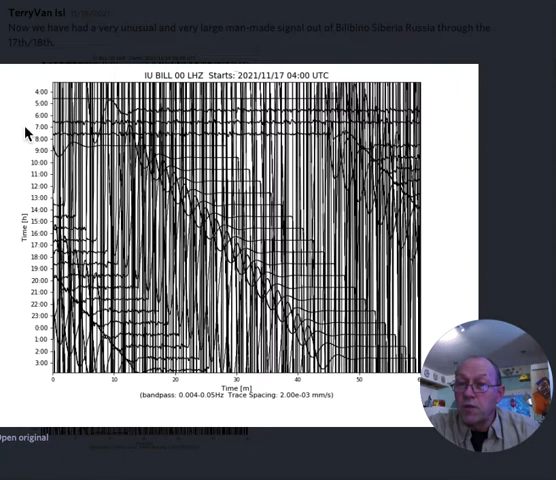 TerryVan Isl
Now we have had a very unusual and very large man-made signal out of Bilibino Siberia Russia through the
17th/18th.
IU BILL 00 LHZ Starts: 2021/11/17 04:00 UTC
4:00
5:00
6:00
7:00
8:00
9:00
10:00
11:00
12:00
13:00
14:00
15:00
16:00
17:00
18:00
19:00
20:00
21:00
22:00
23:00
0:00
1:00
2:00
3:00
Time [h]
0 10 20 30 40 50
Time [m]
(bandpass: 0.004-0.05Hz Trace Spacing: 2.00e-03 mm/s)
Open original